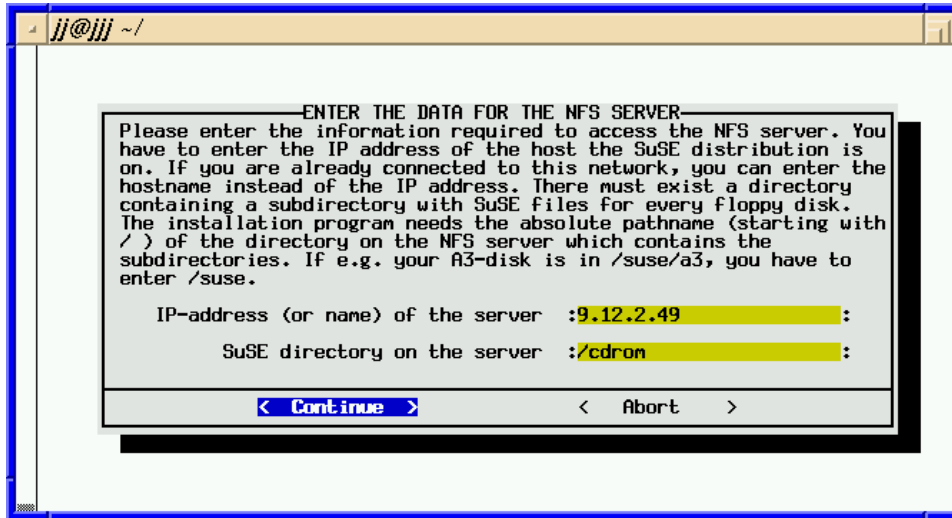 jj@jjj ~/
ENTER THE DATA FOR THE NFS SERVER
Please enter the information required to access the NFS server. You
have to enter the IP address of the host the SuSE distribution is
on. If you are already connected to this network, you can enter the
hostname instead of the IP address. There must exist a directory
containing a subdirectory with SuSE files for every floppy disk.
The installation program needs the absolute pathname (starting with
/ ) of the directory on the NFS server which contains the
subdirectories. If e.g. your A3-disk is in /suse/a3, you have to
enter /suse.
IP-address (or name) of the server :9.12.2.49 :
SuSE directory on the server :/cdrom :
< Continue > < Abort >